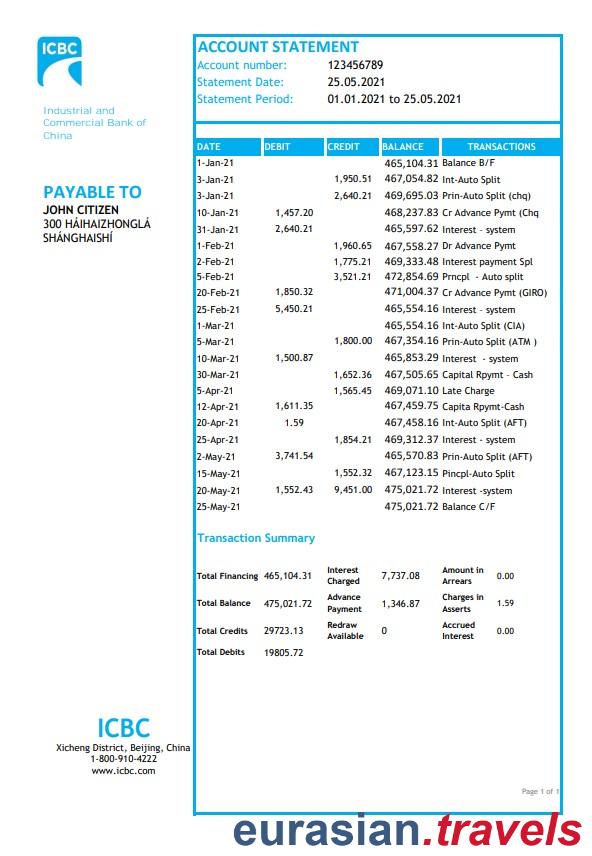 ICBC
Industrial and
Commercial Bank of
China
PAYABLE TO
JOHN CITIZEN
300 HÁIHAIZHONGLÁ
SHÁNGHAISHÍ
ACCOUNT STATEMENT
Account number: 123456789
Statement Date: 25.05.2021
Statement Period: 01.01.2021 to 25.05.2021
DATE DEBIT CREDIT BALANCE TRANSACTIONS
1-Jan-21 465,104.31 Balance B/F
3-Jan-21 1,950.51 467,054.82 Int-Auto Split
3-Jan-21 2,640.21 469,695.03 Prin-Auto Split (chq)
10-Jan-21 1,457.20 468,237.83 Cr Advance Pymt (Chq
31-Jan-21 2,640.21 465,597.62 Interest - system
1-Feb-21 1,960.65 467,558.27 Dr Advance Pymt
2-Feb-21 1,775.21 469,333.48 Interest payment Spl
5-Feb-21 3,521.21 472,854.69 Prncpl - Auto split
20-Feb-21 1,850.32 471,004.37 Cr Advance Pymt (GIRO)
25-Feb-21 5,450.21 465,554.16 Interest - system
1-Mar-21 465,554.16 Int-Auto Split (CIA)
5-Mar-21 1,800.00 467,354.16 Prin-Auto Split (ATM )
10-Mar-21 1,500.87 465,853.29 Interest - system
30-Mar-21 1,652.36 467,505.65 Capital Rpymt - Cash
5-Apr-21 1,565.45 469,071.10 Late Charge
12-Apr-21 1,611.35 467,459.75 Capita Rpymt-Cash
20-Apr-21 1.59 467,458.16 Int-Auto Split (AFT)
25-Apr-21 1,854.21 469,312.37 Interest - system
2-May-21 3,741.54 465,570.83 Prin-Auto Split (AFT)
15-May-21 1,552.32 467,123.15 Pincpl-Auto Split
20-May-21 1,552.43 9,451.00 475,021.72 Interest -system
25-May-21 475,021.72 Balance C/F
Transaction Summary
Total Financing 465,104.31 Interest Charged 7,737.08 Amount in Arrears 0.00
Total Balance 475,021.72 Advance Payment 1,346.87 Charges in Asserts 1.59
Total Credits 29723.13 Redraw Available 0 Accrued Interest 0.00
Total Debits 19805.72
ICBC
Xicheng District, Beijing, China
1-800-910-4222
www.icbc.com
Page 1 of 1
eurasian.travels